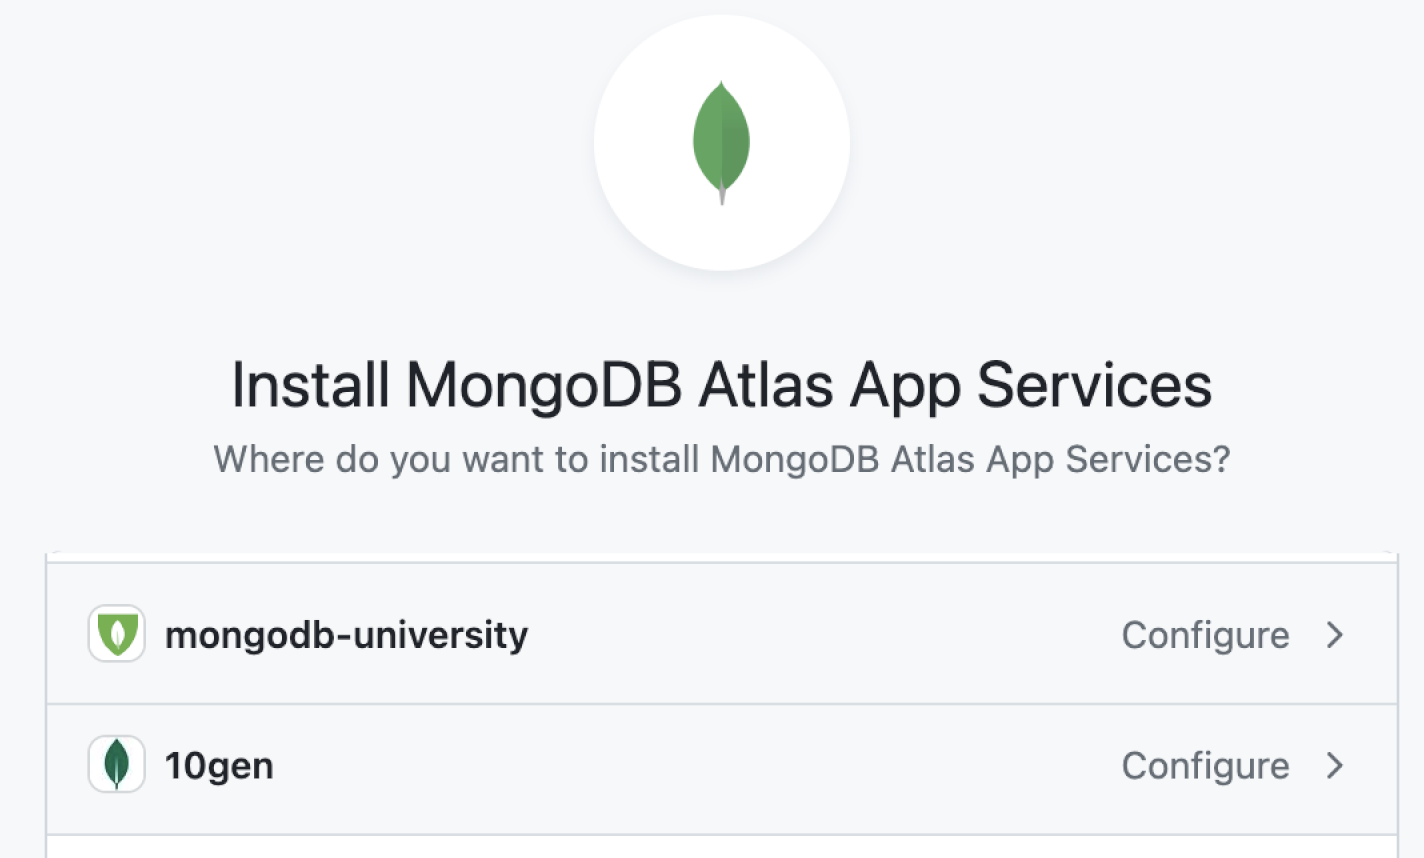 Install MongoDB Atlas App Services
Where do you want to install MongoDB Atlas App Services?
mongodb-university Configure
10gen Configure